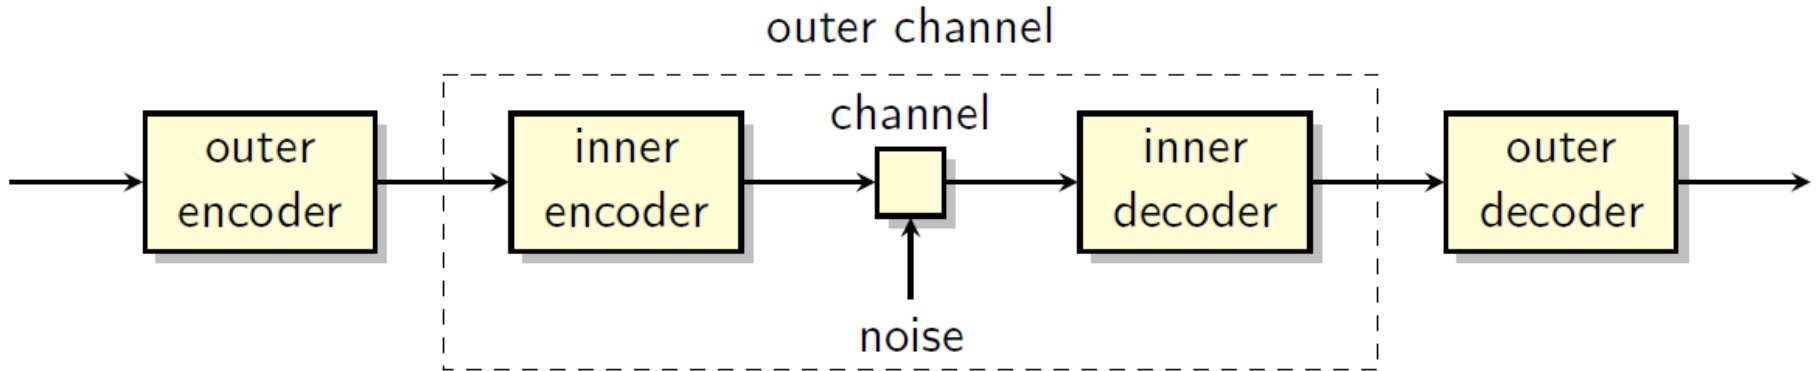 outer channel
outer
encoder
inner
encoder
channel
noise
inner
decoder
outer
decoder